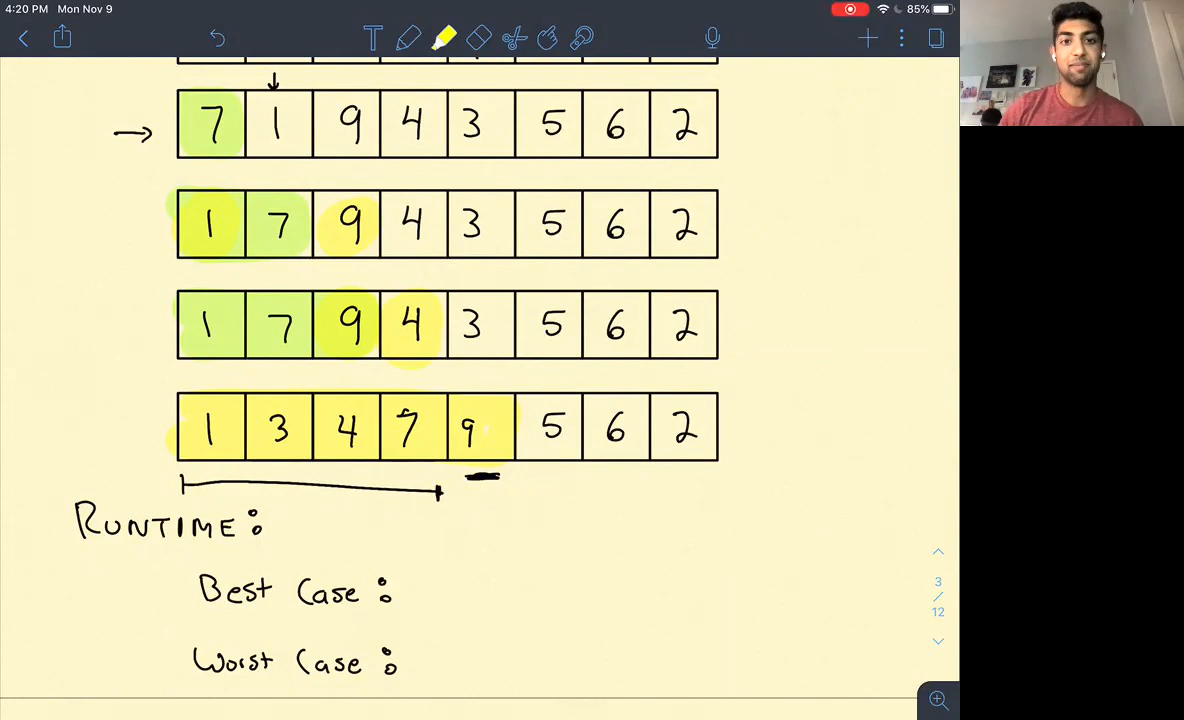 4:20 PM Mon Nov 9 85%
7 1 9 4 3 5 6 2
1 7 9 4 3 5 6 2
1 7 9 4 3 5 6 2
1 3 4 7 9 5 6 2
RUNTIME:
Best Case:
Worst Case:
3
/
12